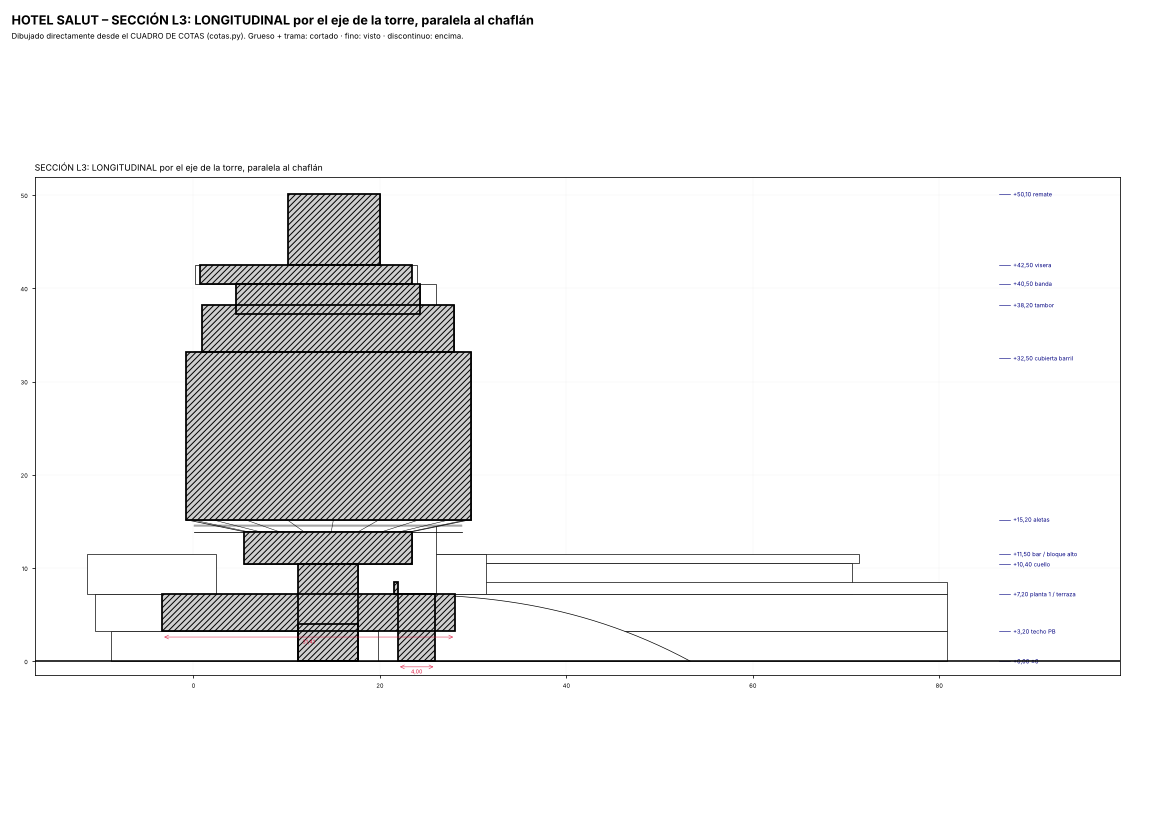 HOTEL SALUT – SECCIÓN L3: LONGITUDINAL por el eje de la torre, paralela al chaflán
Dibujado directamente desde el CUADRO DE COTAS (cotas.py). Grueso + trama: cortado · fino: visto · discontinuo: encima.
SECCIÓN L3: LONGITUDINAL por el eje de la torre, paralela al chaflán
50
+50,10 remate
+42,50 visera
40
+40,50 banda
+38,20 tambor
+32,50 cubierta barril
30
20
+15,20 aletas
+11,50 bar / bloque alto
+10,40 cuello
10
+7,20 planta 1 / terraza
+3,20 techo PB
0
4,00
0
20
40
60
80